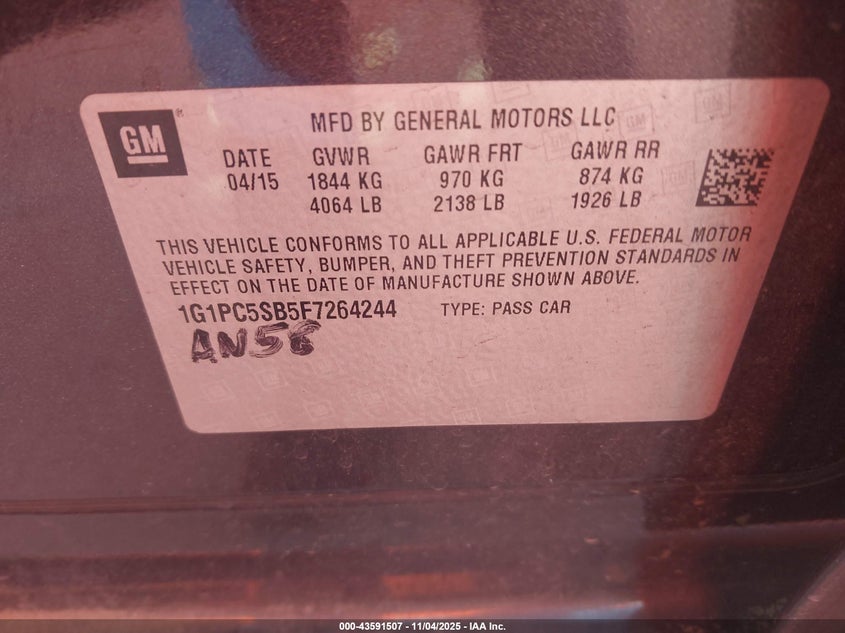 GM
®
MFD BY GENERAL MOTORS LLC
DATE GVWR GAWR FRT GAWR RR
04/15 1844 KG 970 KG 874 KG
4064 LB 2138 LB 1926 LB
THIS VEHICLE CONFORMS TO ALL APPLICABLE U.S. FEDERAL MOTOR
VEHICLE SAFETY, BUMPER, AND THEFT PREVENTION STANDARDS IN
EFFECT ON THE DATE OF MANUFACTURE SHOWN ABOVE.
1G1PC5SB5F7264244 TYPE: PASS CAR
AN58
000-43591507 - 11/04/2025 - IAA Inc.